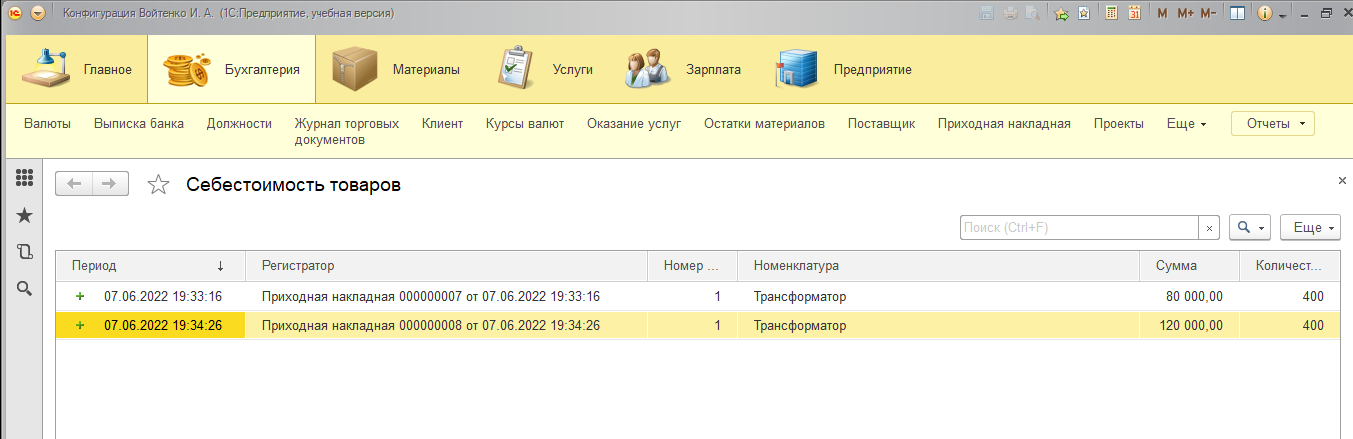 Конфигурация Войтенко И. А. (1С:Предприятие, учебная версия)
M M+ M-
Главное Бухгалтерия Материалы Услуги Зарплата Предприятие
Валюты Выписка банка Должности Журнал торговых документов Клиент Курсы валют Оказание услуг Остатки материалов Поставщик Приходная накладная Проекты Еще Отчеты
Себестоимость товаров
Поиск (Ctrl+F) × Еще
Период ↓ Регистратор Номер ... Номенклатура Сумма Количест...
07.06.2022 19:33:16 Приходная накладная 000000007 от 07.06.2022 19:33:16 1 Трансформатор 80 000,00 400
07.06.2022 19:34:26 Приходная накладная 000000008 от 07.06.2022 19:34:26 1 Трансформатор 120 000,00 400